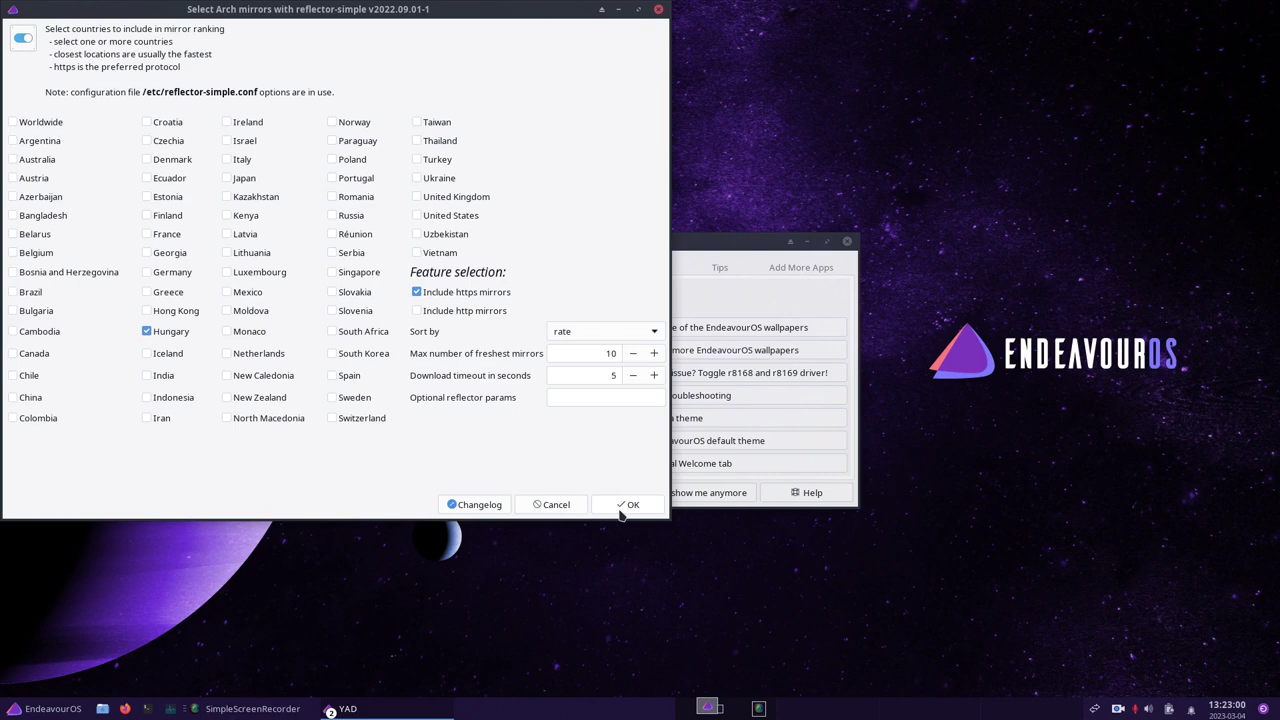 Select Arch mirrors with reflector-simple v2022.09.01-1
Select countries to include in mirror ranking
- select one or more countries
- closest locations are usually the fastest
- https is the preferred protocol
Note: configuration file /etc/reflector-simple.conf options are in use.
Worldwide
Argentina
Australia
Austria
Azerbaijan
Bangladesh
Belarus
Belgium
Bosnia and Herzegovina
Brazil
Bulgaria
Cambodia
Canada
Chile
China
Colombia
Croatia
Czechia
Denmark
Ecuador
Estonia
Finland
France
Georgia
Germany
Greece
Hong Kong
Hungary
Iceland
India
Indonesia
Iran
Ireland
Israel
Italy
Japan
Kazakhstan
Kenya
Latvia
Lithuania
Luxembourg
Mexico
Moldova
Monaco
Netherlands
New Caledonia
New Zealand
North Macedonia
Norway
Paraguay
Poland
Portugal
Romania
Russia
Réunion
Serbia
Singapore
Slovakia
Slovenia
South Africa
South Korea
Spain
Sweden
Switzerland
Taiwan
Thailand
Turkey
Ukraine
United Kingdom
United States
Uzbekistan
Vietnam
Feature selection:
Include https mirrors
Include http mirrors
Sort by rate
Max number of freshest mirrors 10
Download timeout in seconds 5
Optional reflector params
Changelog
Cancel
OK
Tips
Add More Apps
e of the EndeavourOS wallpapers
more EndeavourOS wallpapers
issue? Toggle r8168 and r8169 driver!
oubleshooting
theme
avourOS default theme
al Welcome tab
show me anymore
Help
ENDEAVOUROS
EndeavourOS
SimpleScreenRecorder
2
YAD
13:23:00
2023-03-04